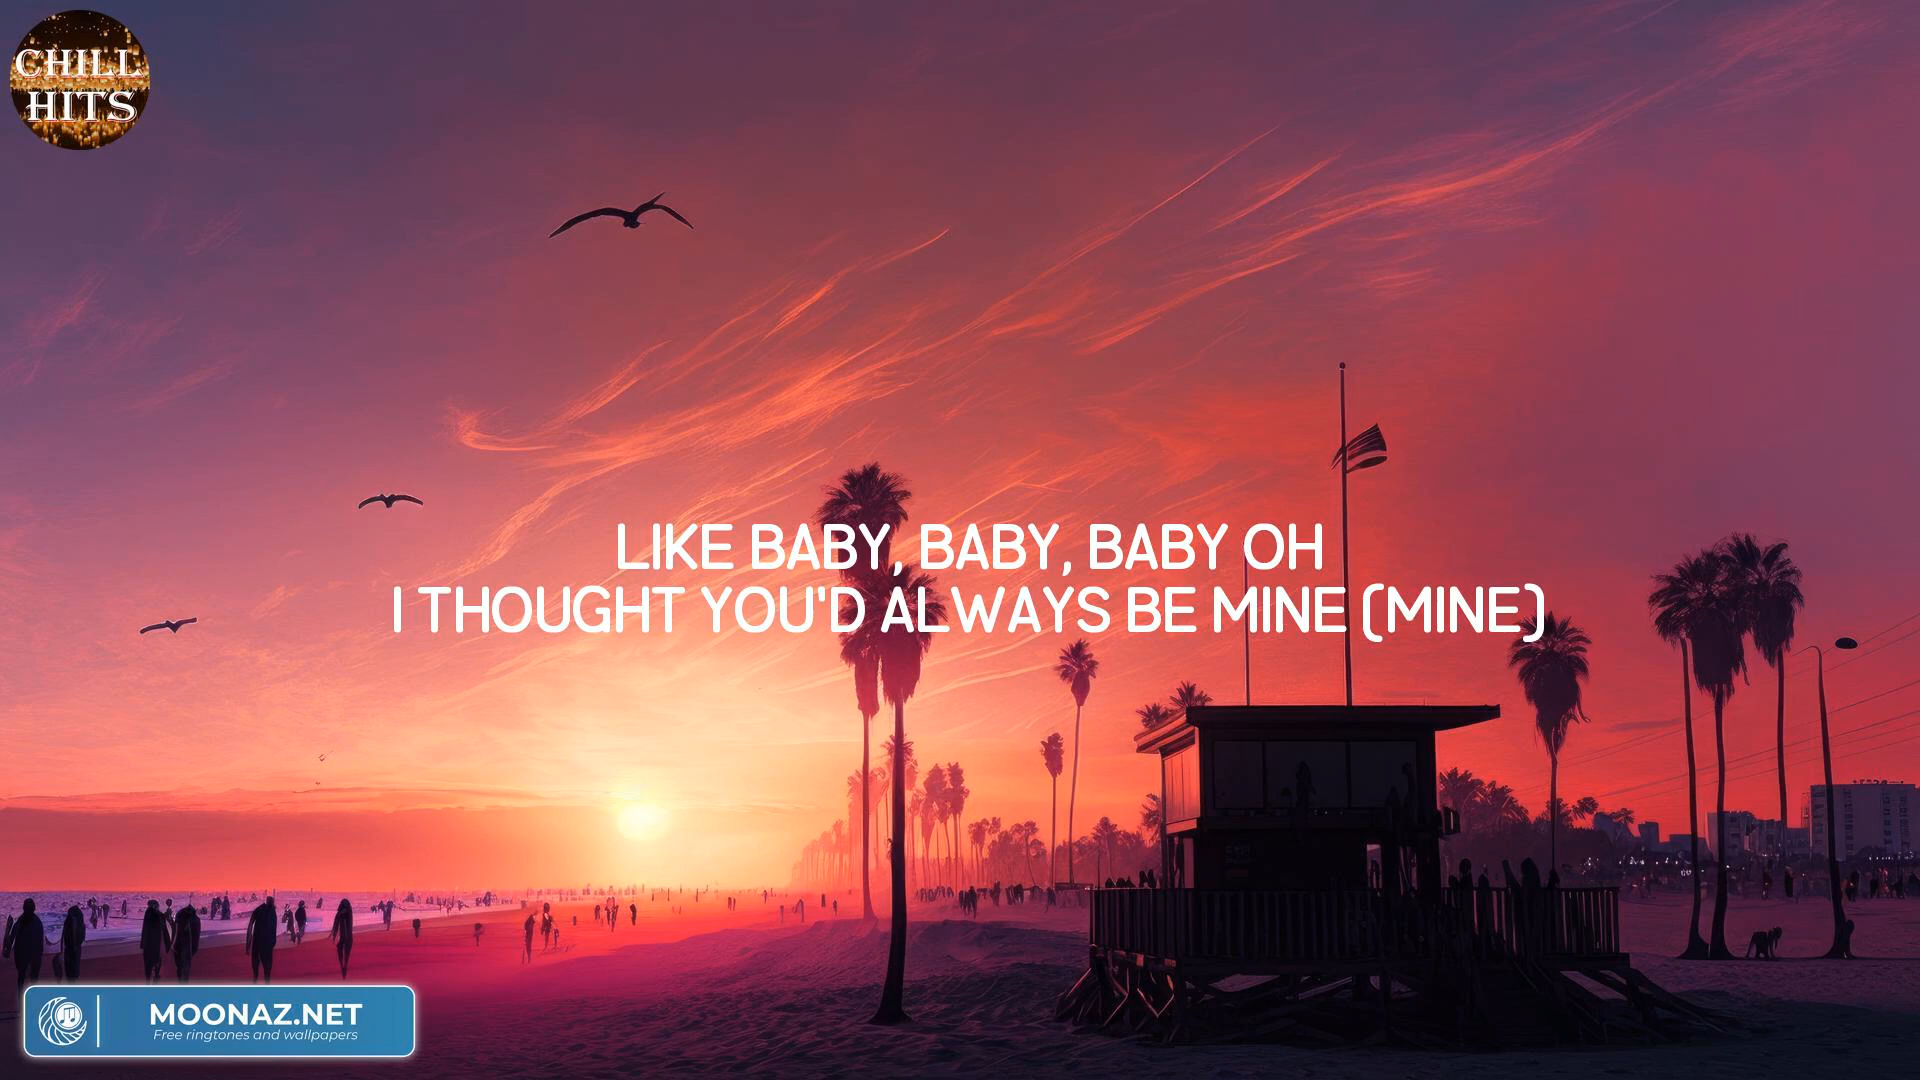 CHILL
HITS
LIKE BABY, BABY, BABY OH
I THOUGHT YOU'D ALWAYS BE MINE (MINE)
MOONAZ.NET
Free ringtones and wallpapers